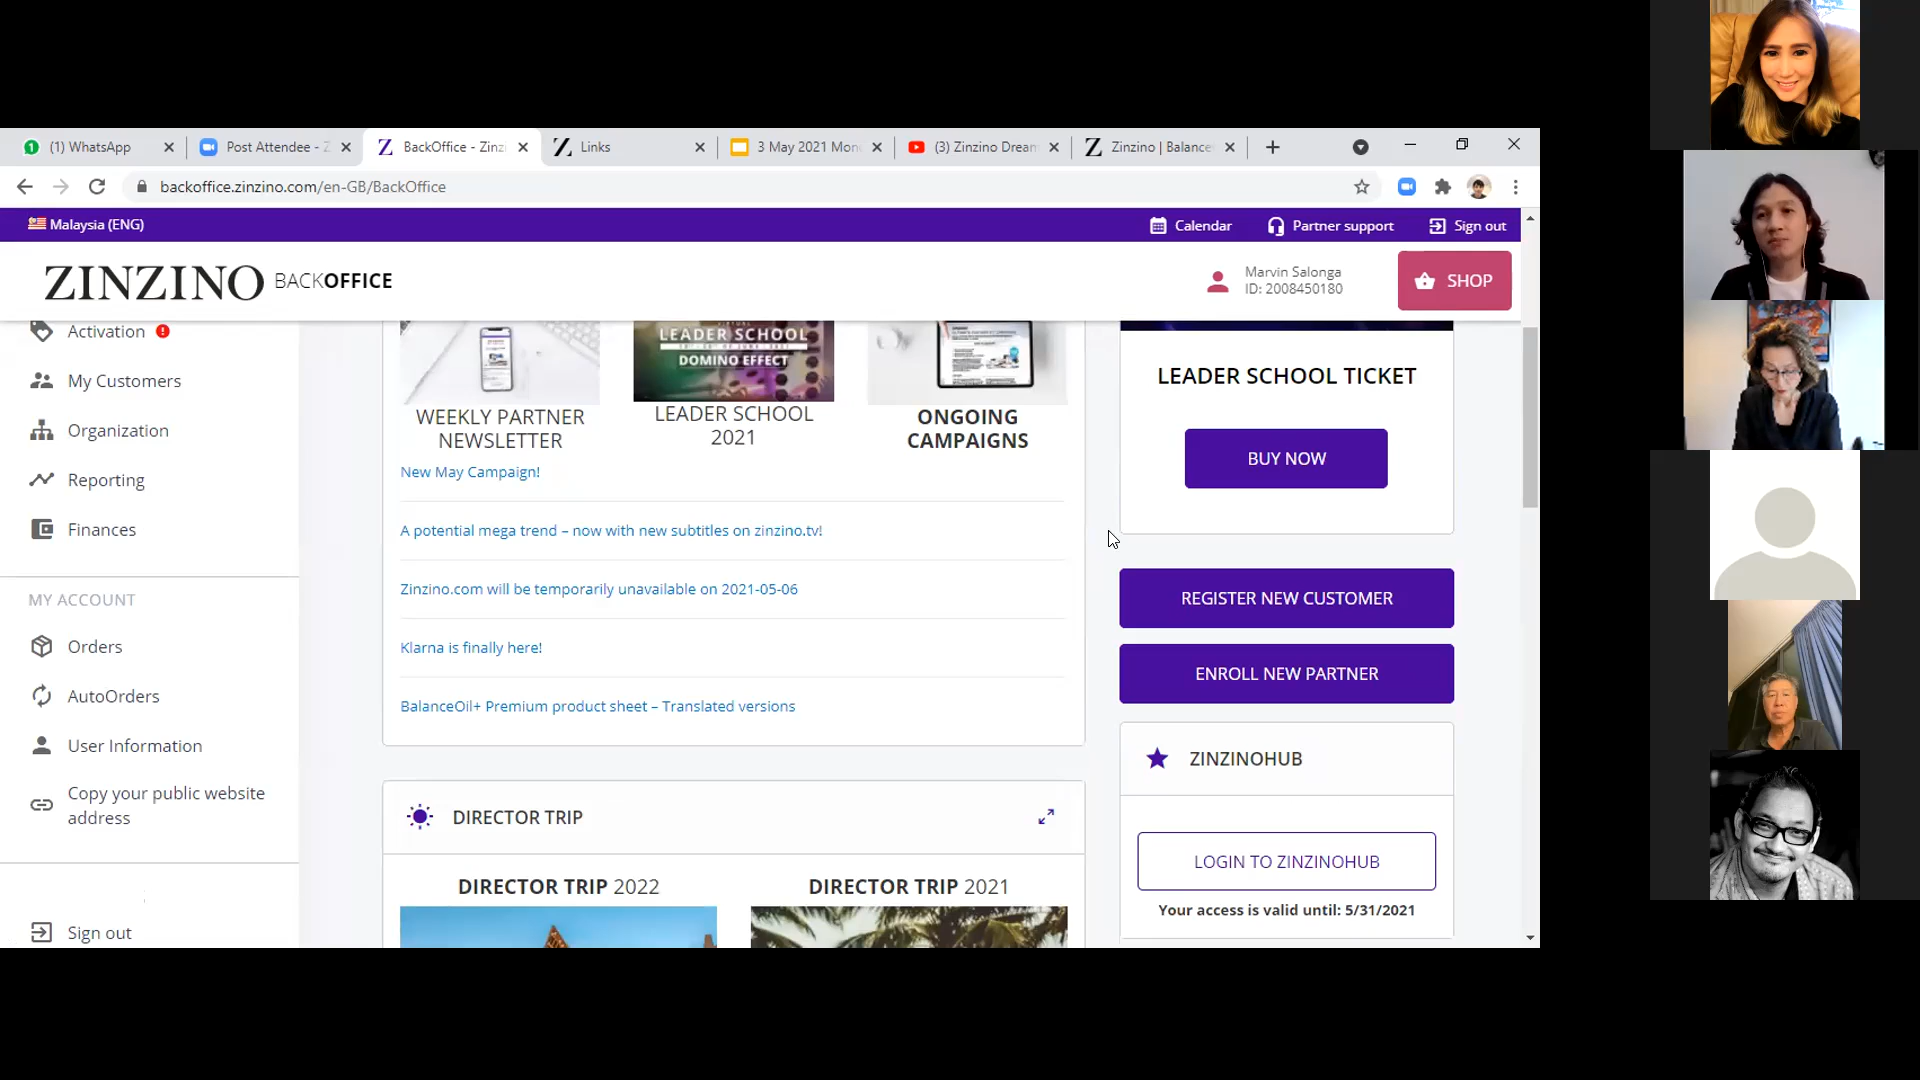 (1) WhatsApp
Post Attendee - Z
BackOffice - Zinzi
Links
3 May 2021 Mon
(3) Zinzino Dream
Zinzino | Balance
backoffice.zinzino.com/en-GB/BackOffice
Malaysia (ENG)
Calendar
Partner support
Sign out
ZINZINO BACKOFFICE
Marvin Salonga
ID: 2008450180
SHOP
Activation
My Customers
Organization
Reporting
Finances
MY ACCOUNT
Orders
AutoOrders
User Information
Copy your public website
address
Sign out
LEADER SCHOOL
DOMINO EFFECT
WEEKLY PARTNER
NEWSLETTER
LEADER SCHOOL
2021
ONGOING
CAMPAIGNS
New May Campaign!
A potential mega trend – now with new subtitles on zinzino.tv!
Zinzino.com will be temporarily unavailable on 2021-05-06
Klarna is finally here!
BalanceOil+ Premium product sheet – Translated versions
DIRECTOR TRIP
DIRECTOR TRIP 2022
DIRECTOR TRIP 2021
LEADER SCHOOL TICKET
BUY NOW
REGISTER NEW CUSTOMER
ENROLL NEW PARTNER
ZINZINOHUB
LOGIN TO ZINZINOHUB
Your access is valid until: 5/31/2021